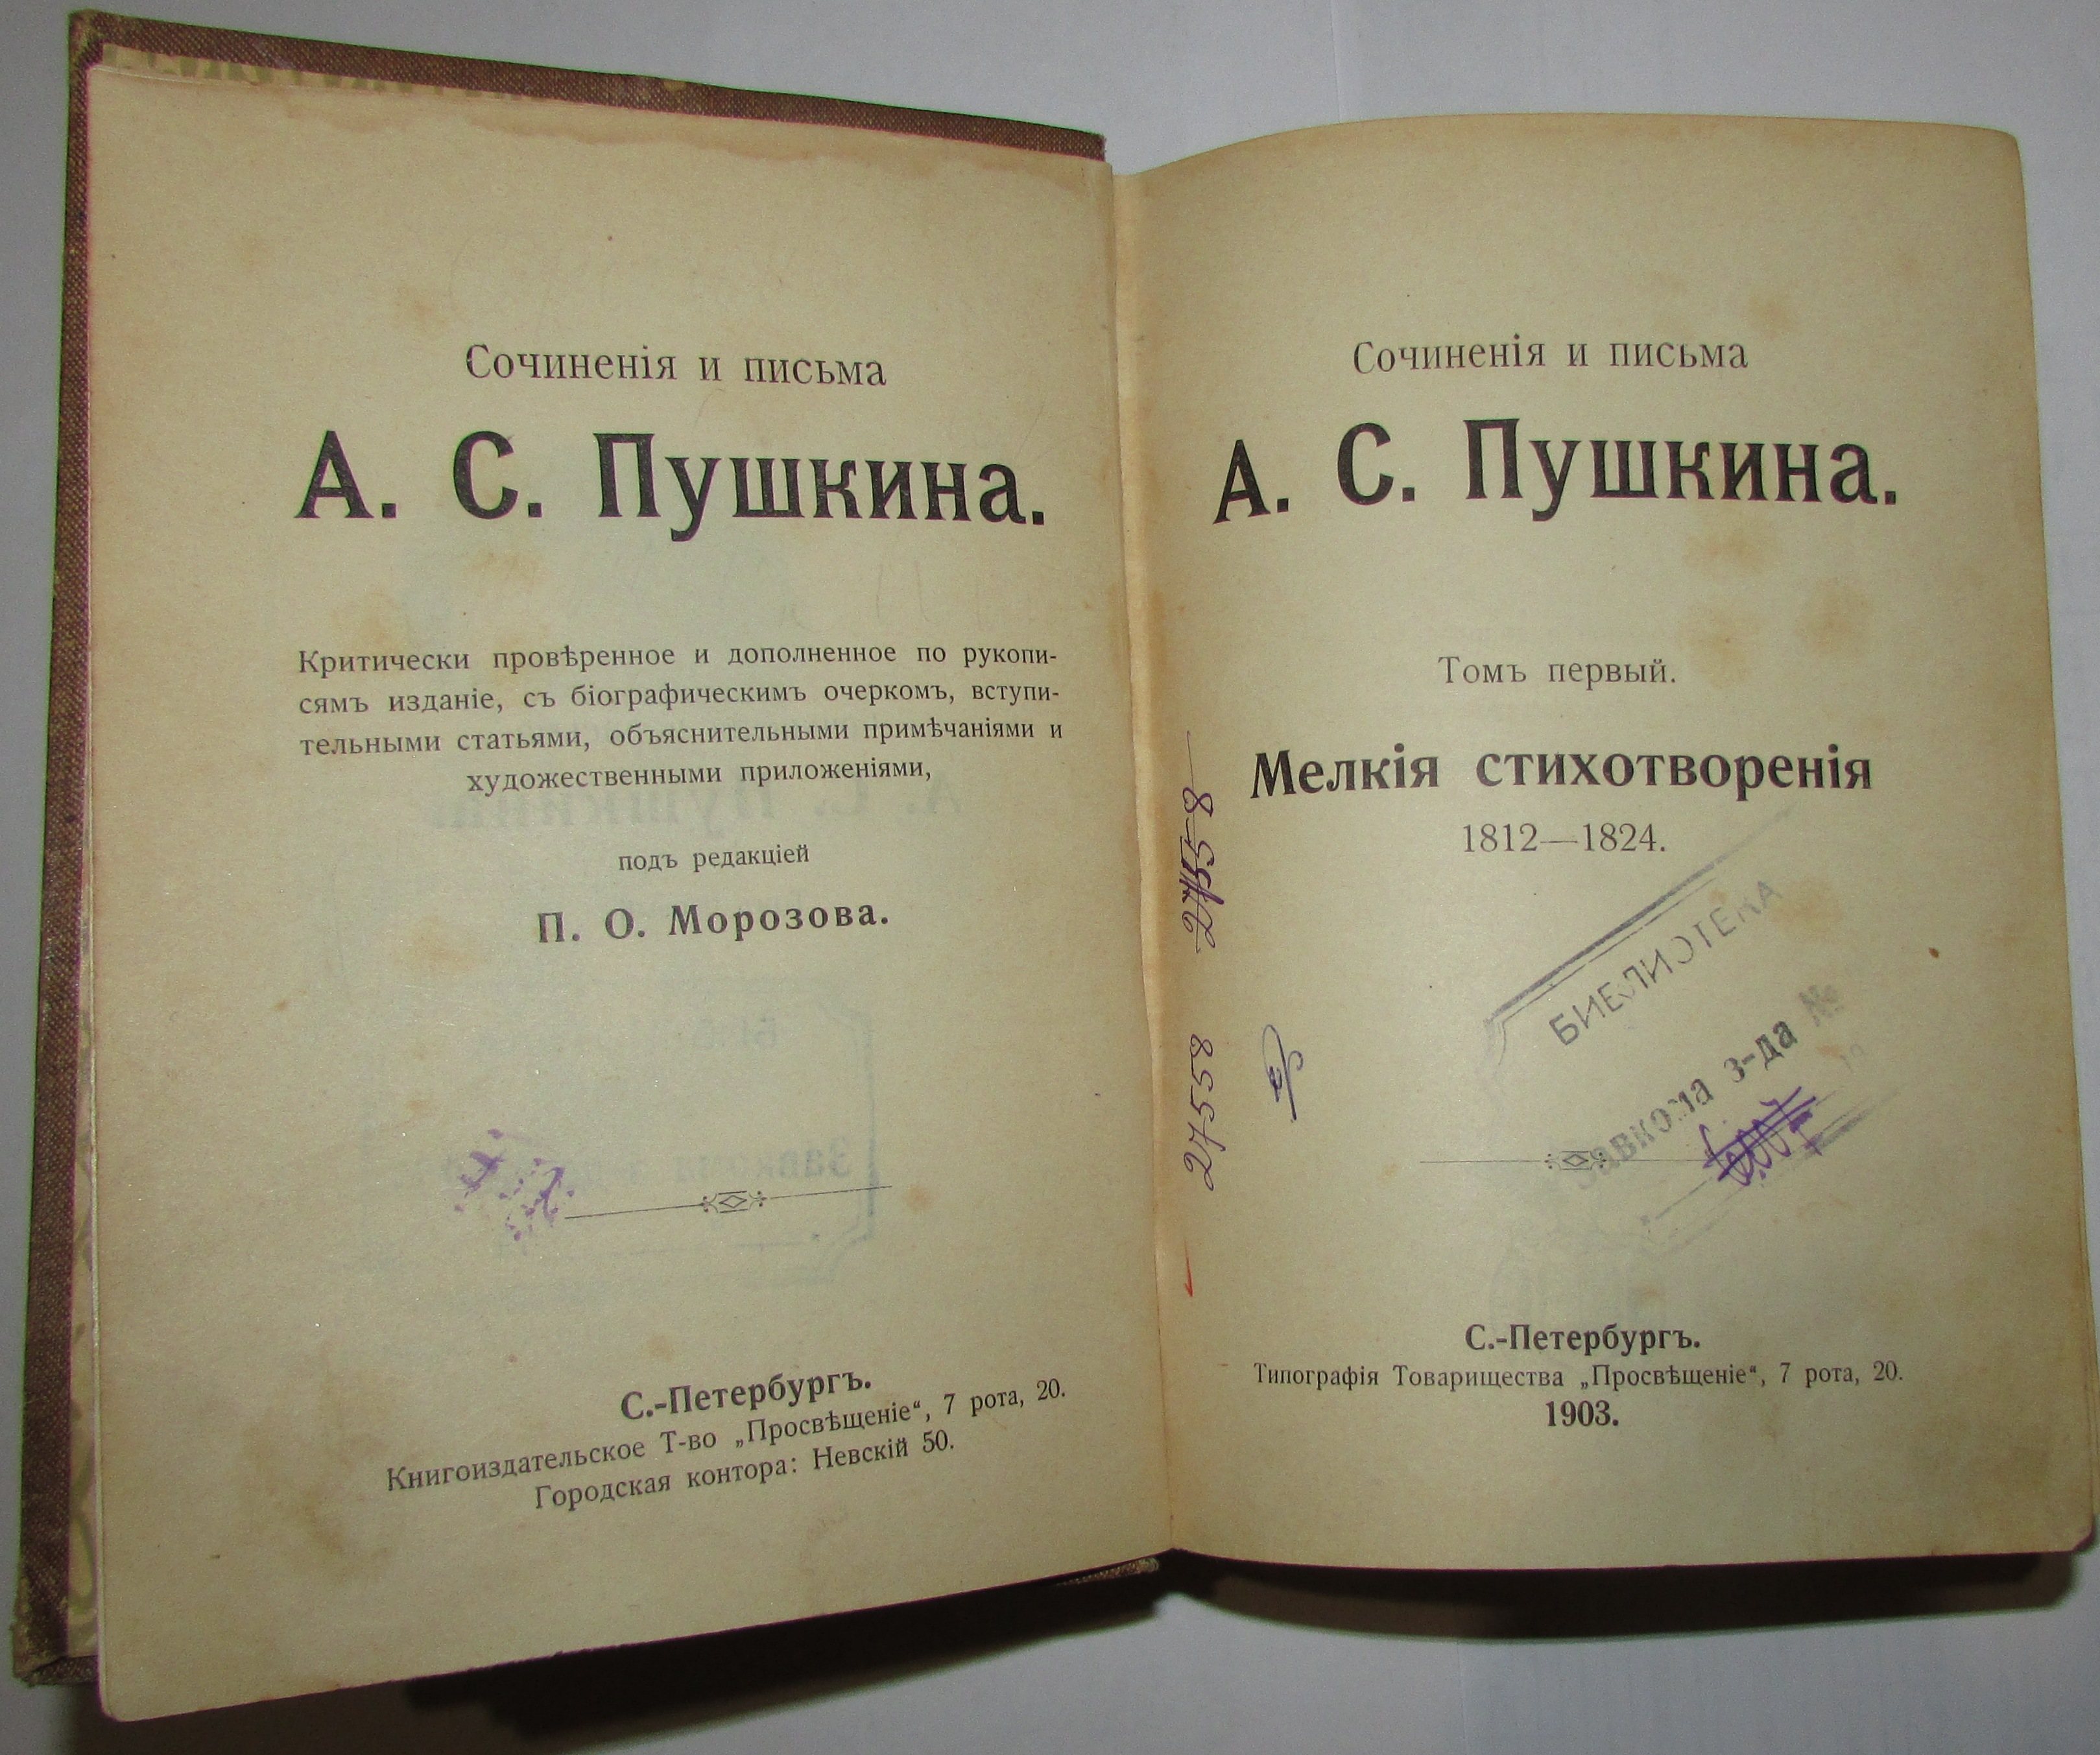 Сочиненія и письма
А. С. Пушкина.
Критически провѣренное и дополненное по рукопи-
сямъ изданіе, съ біографическимъ очеркомъ, вступи-
тельными статьями, объяснительными примѣчаніями и
художественными приложеніями,
подъ редакціей
П. О. Морозова.
С.-Петербургъ.
Книгоиздательское Т-во „Просвѣщеніе“, 7 рота, 20.
Городская контора: Невскій 50.
Сочиненія и письма
А. С. Пушкина.
Томъ первый.
Мелкія стихотворенія
1812—1824.
27558
БИБЛИОТЕКА
Завкома з-да №
С.-Петербургъ.
Типографія Товарищества „Просвѣщеніе“, 7 рота, 20.
1903.